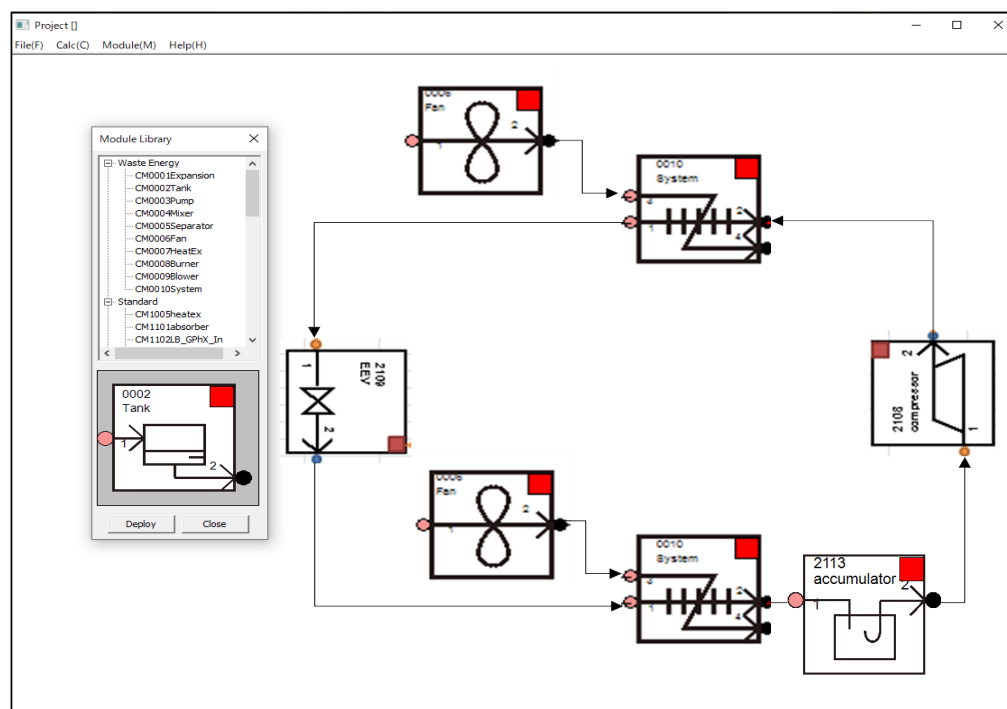 Project []
File(F) Calc(C) Module(M) Help(H)
0006
Fan
1
2
0010
System
3
1
2
4
Module Library
Waste Energy
CM0001Expansion
CM0002Tank
CM0003Pump
CM0004Mixer
CM0005Separator
CM0006Fan
CM0007HeatEx
CM0008Burner
CM0009Blower
CM0010System
Standard
CM1005heatex
CM1101absorber
CM1102LB_GPhX_In
0002
Tank
1
2
Deploy Close
2109
EEV
1
2
2108
compressor
2
1
0006
Fan
1
2
0010
System
3
1
2
4
2113
accumulator
1
2